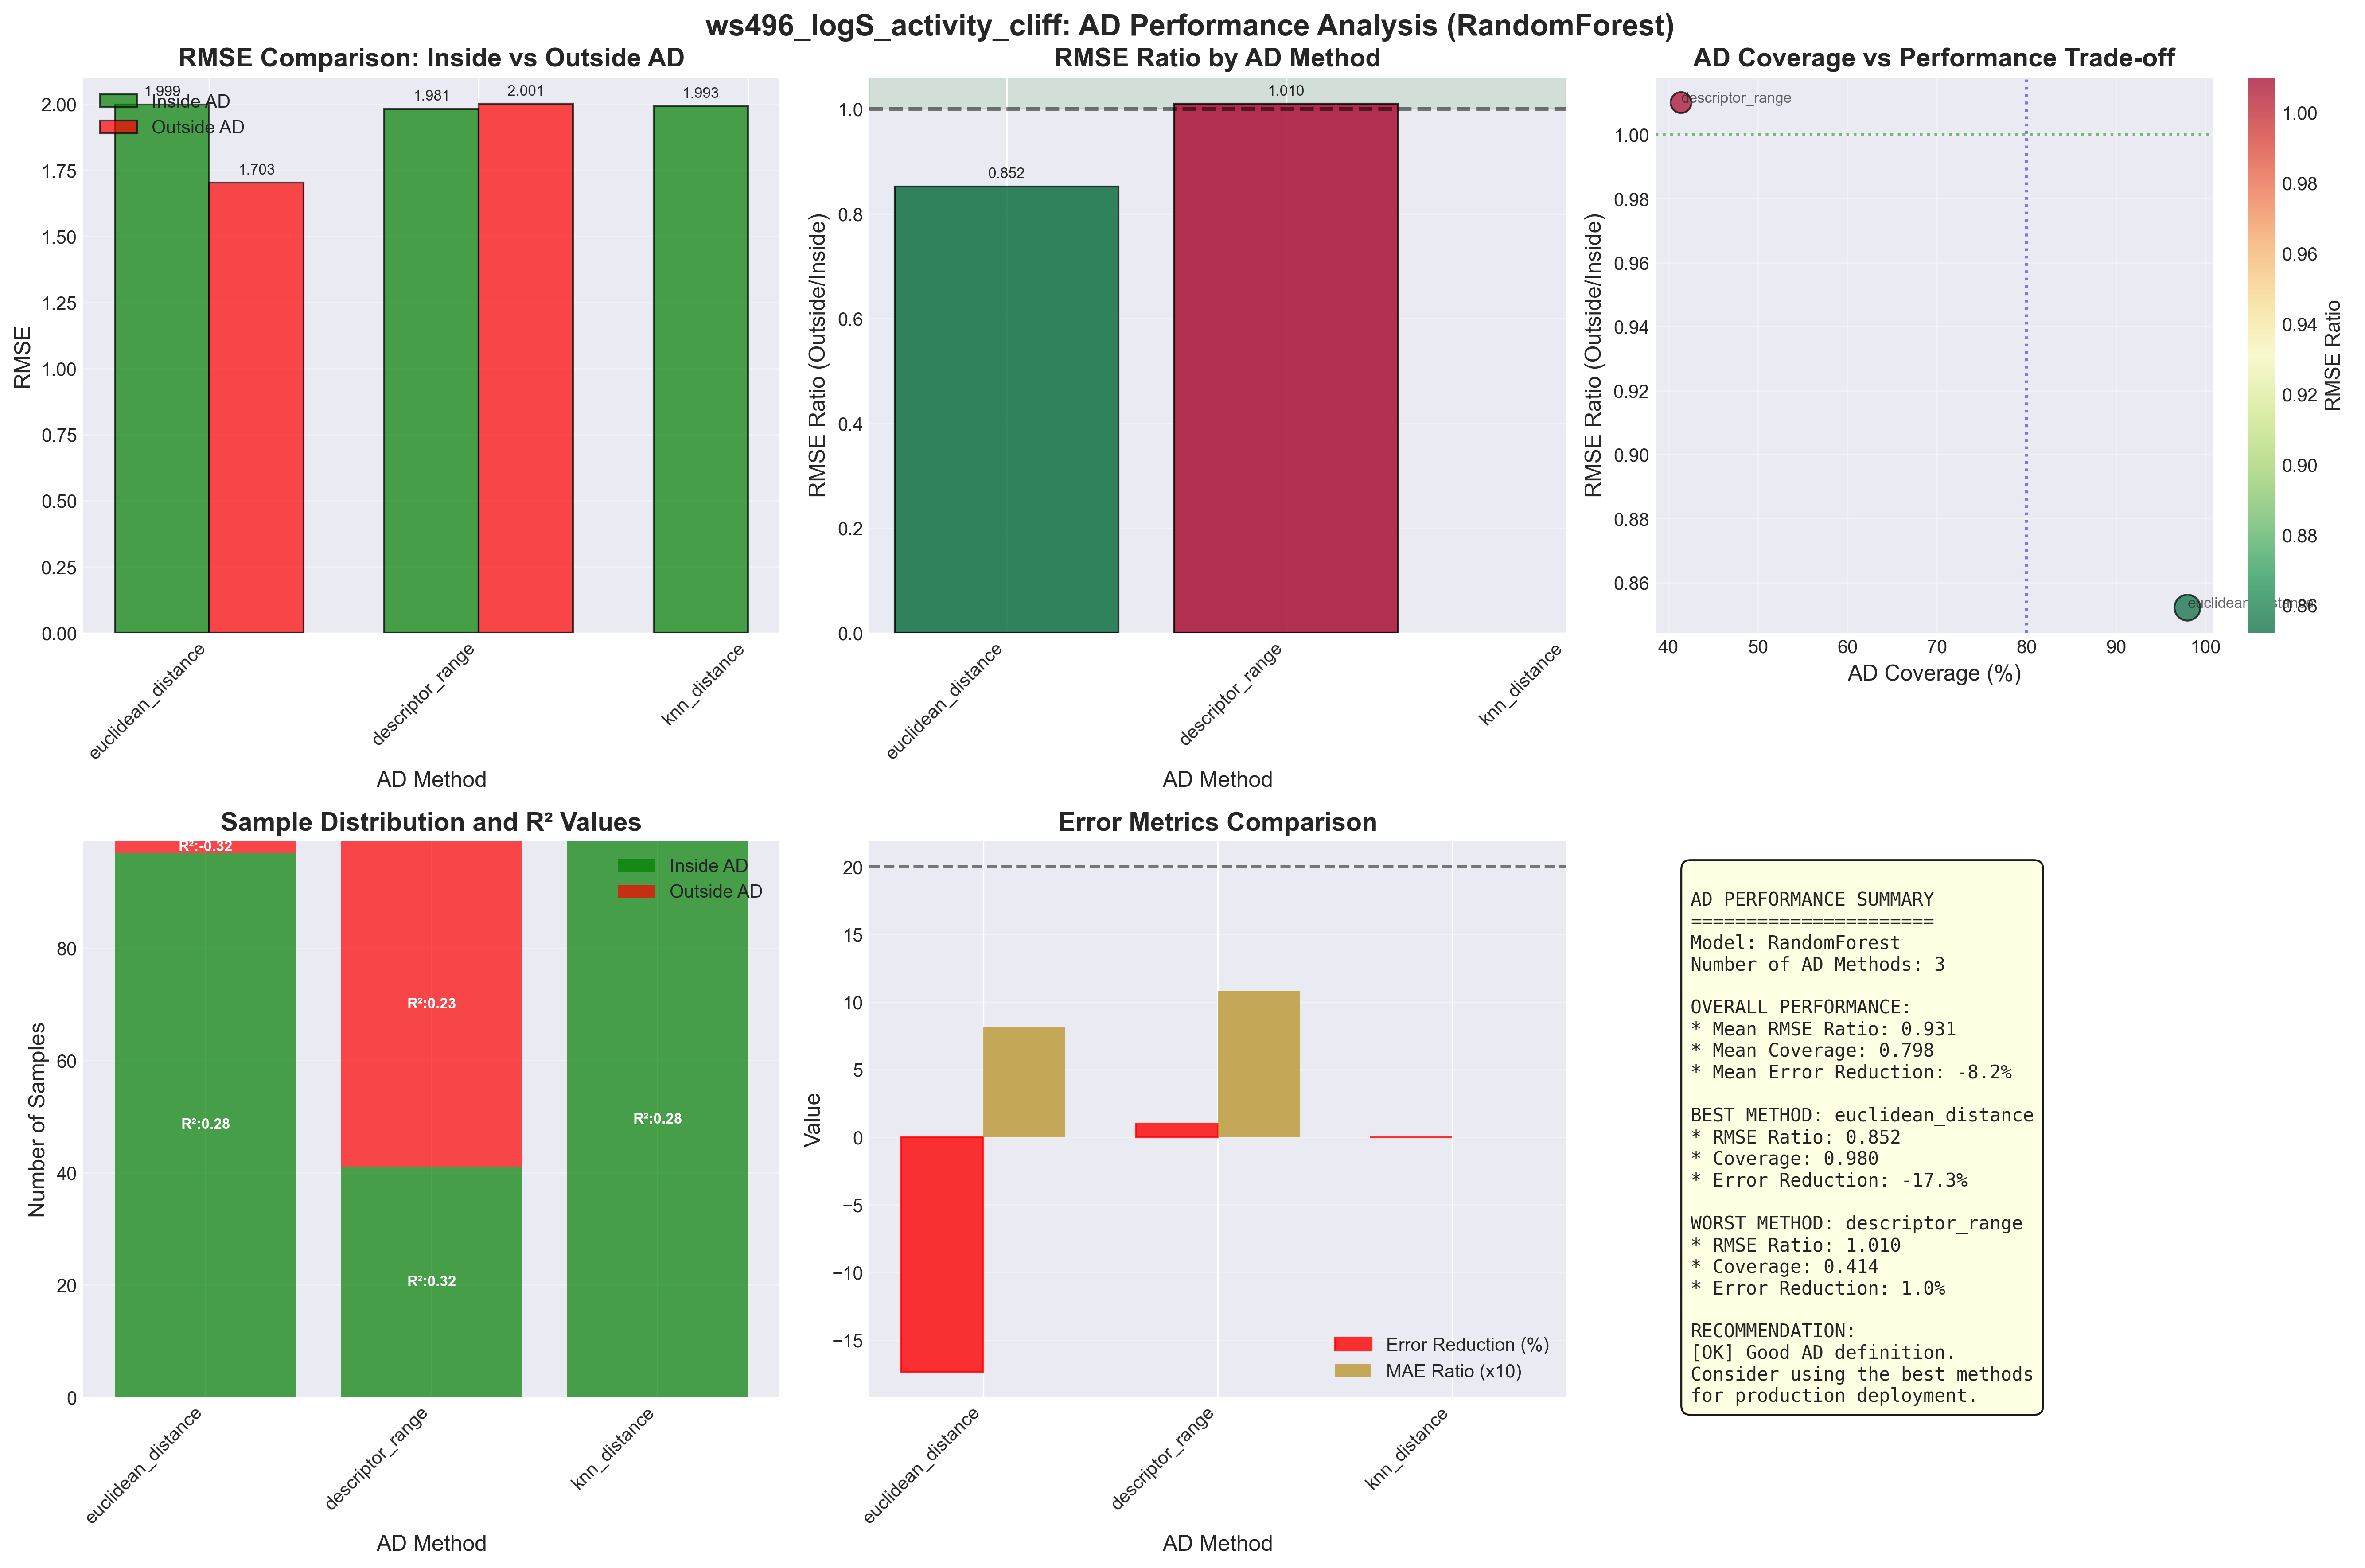 ws496_logS_activity_cliff: AD Performance Analysis (RandomForest)
RMSE Comparison: Inside vs Outside AD
1.999
1.703
1.981
2.001
1.993
Inside AD
Outside AD
2.00
1.75
1.50
1.25
1.00
0.75
0.50
0.25
0.00
RMSE
euclidean_distance
descriptor_range
knn_distance
AD Method
RMSE Ratio by AD Method
1.0
0.8
0.6
0.4
0.2
0.0
0.852
1.010
RMSE Ratio (Outside/Inside)
euclidean_distance
descriptor_range
knn_distance
AD Method
AD Coverage vs Performance Trade-off
descriptor_range
euclidean_distance
1.00
0.98
0.96
0.94
0.92
0.90
0.88
0.86
RMSE Ratio (Outside/Inside)
40
50
60
70
80
90
100
AD Coverage (%)
1.00
0.98
0.96
0.94
0.92
0.90
0.88
0.86
RMSE Ratio
Sample Distribution and R² Values
R²:-0.32
R²:0.28
R²:0.23
R²:0.32
R²:0.28
Inside AD
Outside AD
80
60
40
20
0
Number of Samples
euclidean_distance
descriptor_range
knn_distance
AD Method
Error Metrics Comparison
20
15
10
5
0
−5
−10
−15
Value
Error Reduction (%)
MAE Ratio (x10)
euclidean_distance
descriptor_range
knn_distance
AD Method
AD PERFORMANCE SUMMARY
======================
Model: RandomForest
Number of AD Methods: 3
OVERALL PERFORMANCE:
* Mean RMSE Ratio: 0.931
* Mean Coverage: 0.798
* Mean Error Reduction: -8.2%
BEST METHOD: euclidean_distance
* RMSE Ratio: 0.852
* Coverage: 0.980
* Error Reduction: -17.3%
WORST METHOD: descriptor_range
* RMSE Ratio: 1.010
* Coverage: 0.414
* Error Reduction: 1.0%
RECOMMENDATION:
[OK] Good AD definition.
Consider using the best methods
for production deployment.